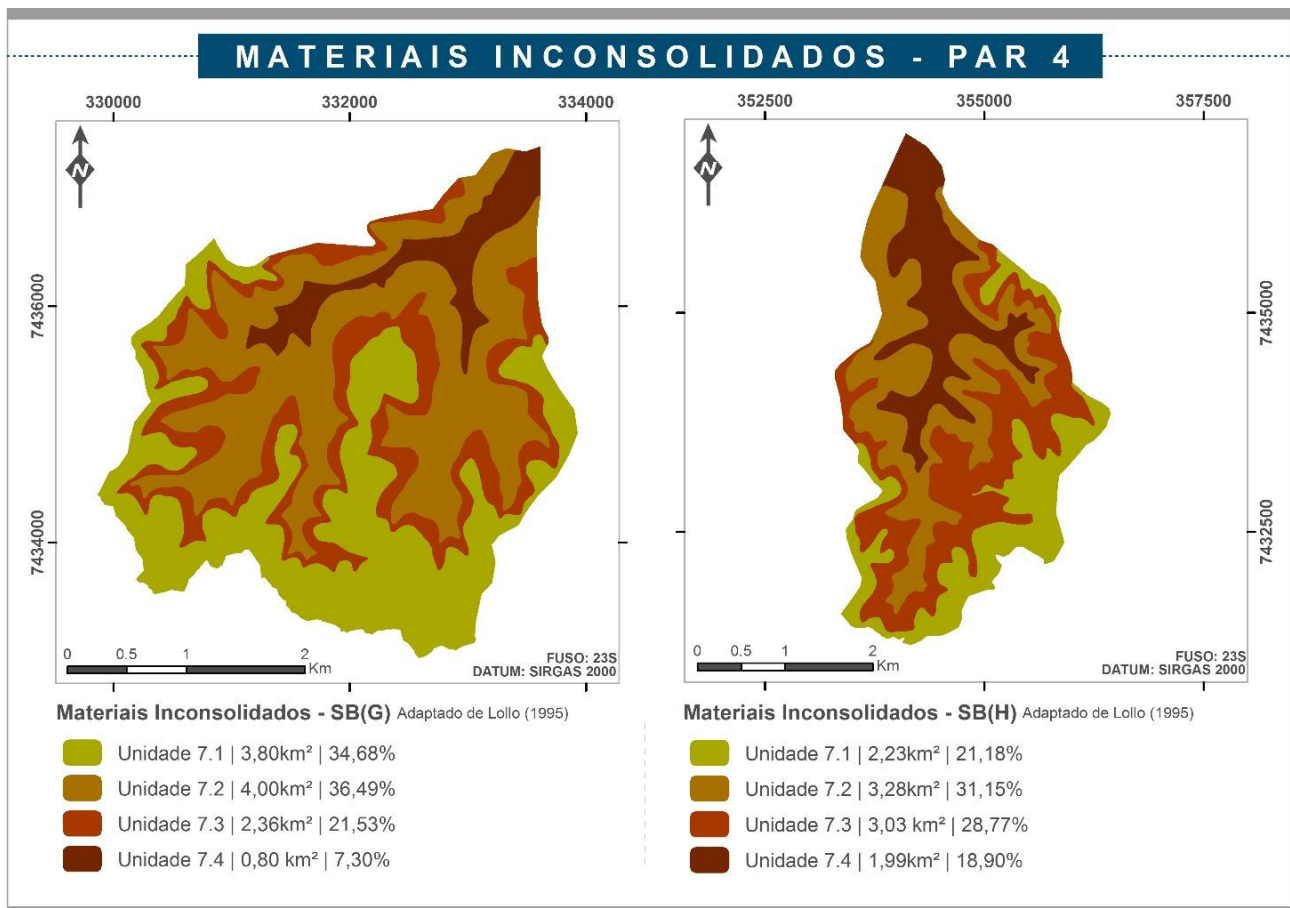 MATERIAIS INCONSOLIDADOS - PAR 4
330000 332000 334000
352500 355000 357500
N
N
7436000
7434000
7435000
7432500
0 0.5 1 2
Km
FUSO: 23S
DATUM: SIRGAS 2000
0 0.5 1 2
Km
FUSO: 23S
DATUM: SIRGAS 2000
Materiais Inconsolidados - SB(G) Adaptado de Lollo (1995)
Unidade 7.1 | 3,80km² | 34,68%
Unidade 7.2 | 4,00km² | 36,49%
Unidade 7.3 | 2,36km² | 21,53%
Unidade 7.4 | 0,80 km² | 7,30%
Materiais Inconsolidados - SB(H) Adaptado de Lollo (1995)
Unidade 7.1 | 2,23km² | 21,18%
Unidade 7.2 | 3,28km² | 31,15%
Unidade 7.3 | 3,03 km² | 28,77%
Unidade 7.4 | 1,99km² | 18,90%